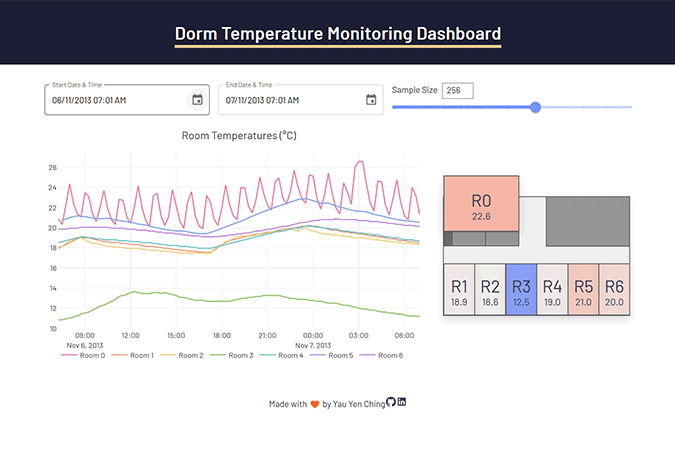 Dorm Temperature Monitoring Dashboard
Start Date & Time
06/11/2013 07:01 AM
End Date & Time
07/11/2013 07:01 AM
Sample Size 256
Room Temperatures (°C)
26
24
22
20
18
16
14
12
10
09:00 12:00 15:00 18:00 21:00 00:00 03:00 06:00
Nov 6, 2013 Nov 7, 2013
Room 0 Room 1 Room 2 Room 3 Room 4 Room 5 Room 6
R0
22.6
R1 R2 R3 R4 R5 R6
18.9 18.6 12.5 19.0 21.0 20.0
Made with by Yau Yen Ching